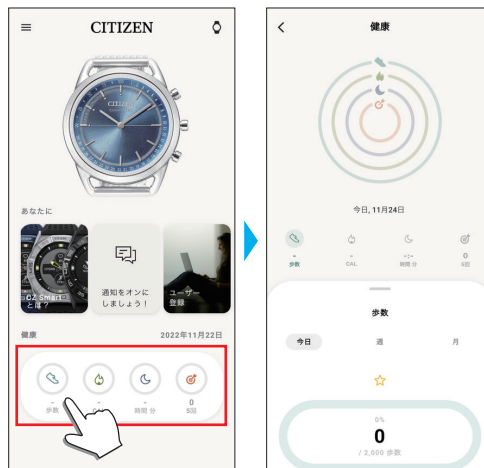 CITIZEN
CITIZEN
あなたに
CZ Smart
とは？
通知をオンに
しましょう！
ユーザー
登録
健康
2022年11月22日
-
-
-
0
歩数
CAL
時間 分
5回
健康
今日, 11月24日
-
-
-:-
0
歩数
CAL
時間 分
5回
歩数
今日
週
月
0%
0
/ 2,000 歩数